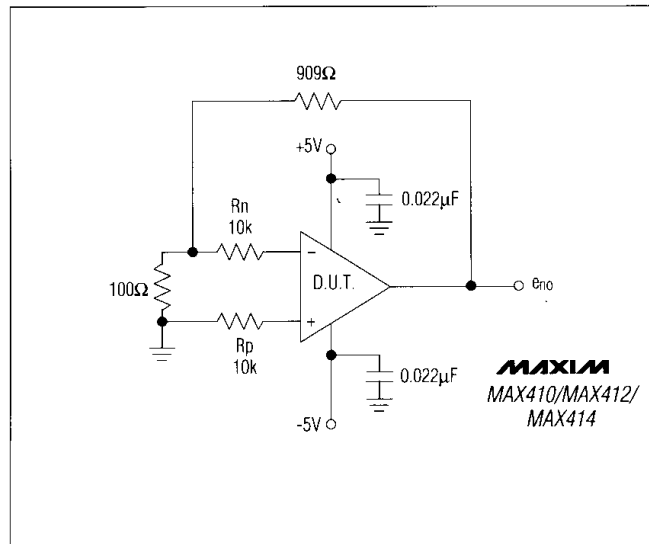 909Ω
+5V
0.022µF
Rn
10k
−
D.U.T.
eno
100Ω
+
Rp
10k
0.022µF
MAXIM
MAX410/MAX412/
MAX414
-5V